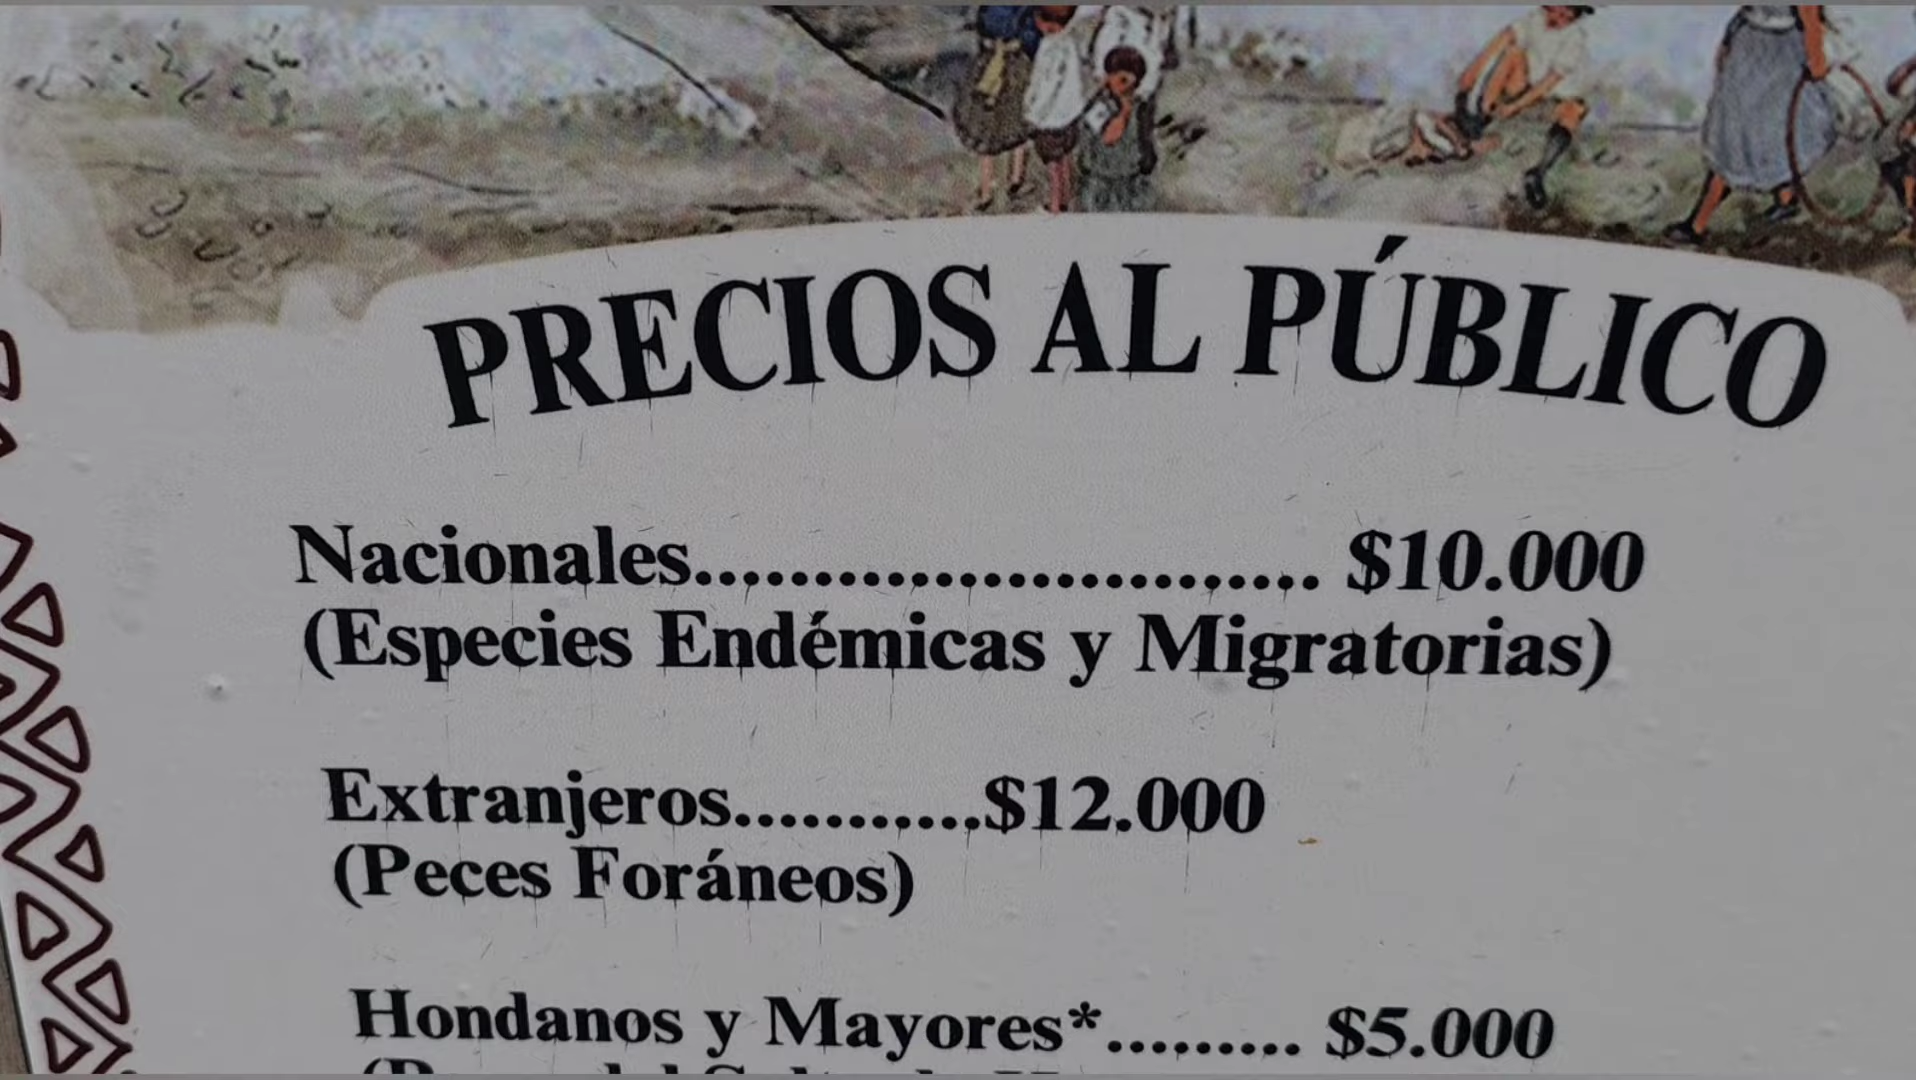 PRECIOS AL PÚBLICO
Nacionales.......................... $10.000
(Especies Endémicas y Migratorias)
Extranjeros...........$12.000
(Peces Foráneos)
Hondanos y Mayores*......... $5.000